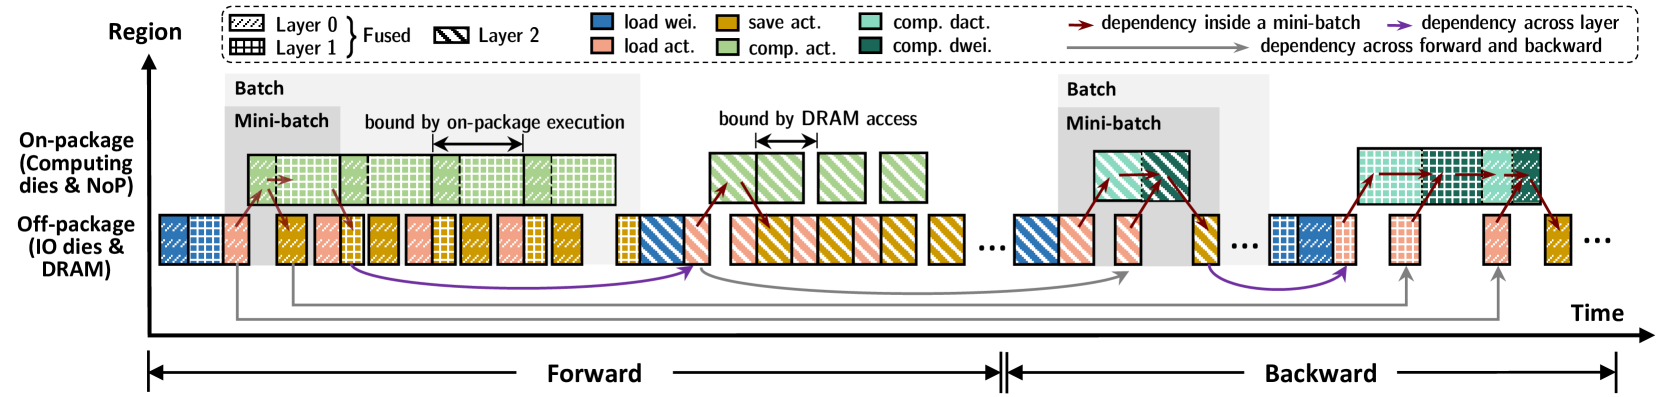 Region
Layer 0
Layer 1
Fused
Layer 2
load wei.
load act.
save act.
comp. act.
comp. dact.
comp. dwei.
dependency inside a mini-batch
dependency across layer
dependency across forward and backward
Batch
Mini-batch
bound by on-package execution
bound by DRAM access
Batch
Mini-batch
On-package
(Computing
dies & NoP)
Off-package
(IO dies &
DRAM)
...
...
...
Time
Forward
Backward